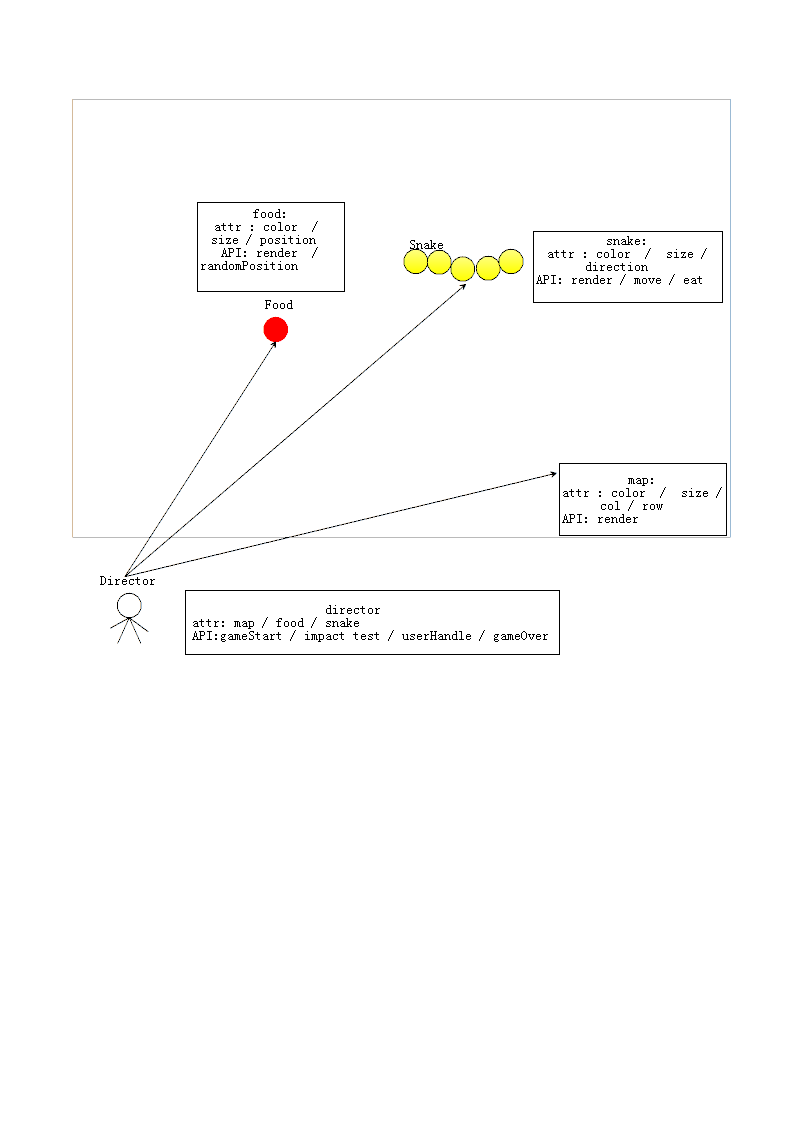 food:
attr : color  /
size / position
API: render  /
randomPosition
Food
Snake
snake:
attr : color  /  size /
direction
API: render / move / eat
map:
attr : color  /  size /
col / row
API: render
Director
director
attr: map / food / snake
API:gameStart / impact test / userHandle / gameOver